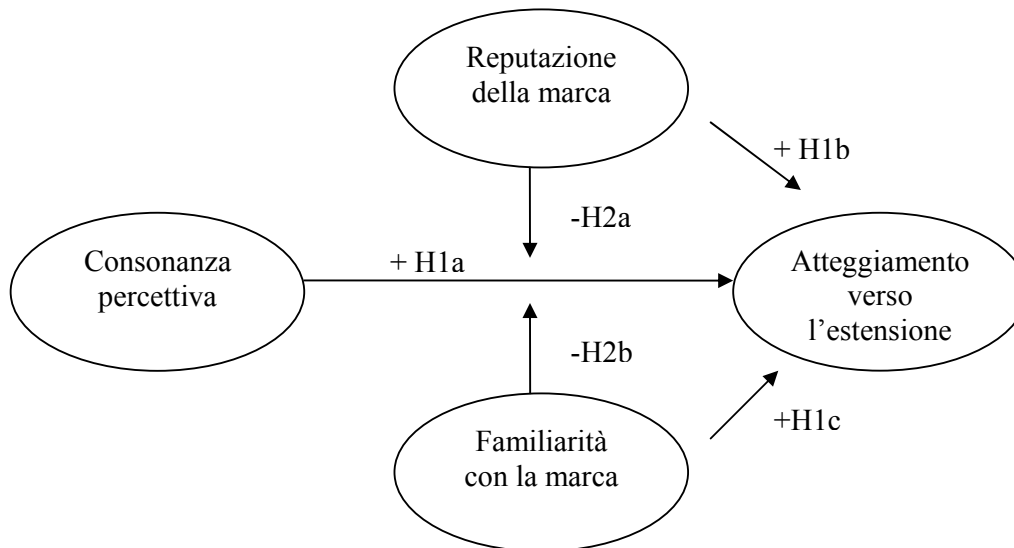 Reputazione
della marca
+ H1b
-H2a
Consonanza
percettiva
+ H1a
Atteggiamento
verso
l’estensione
-H2b
+H1c
Familiarità
con la marca